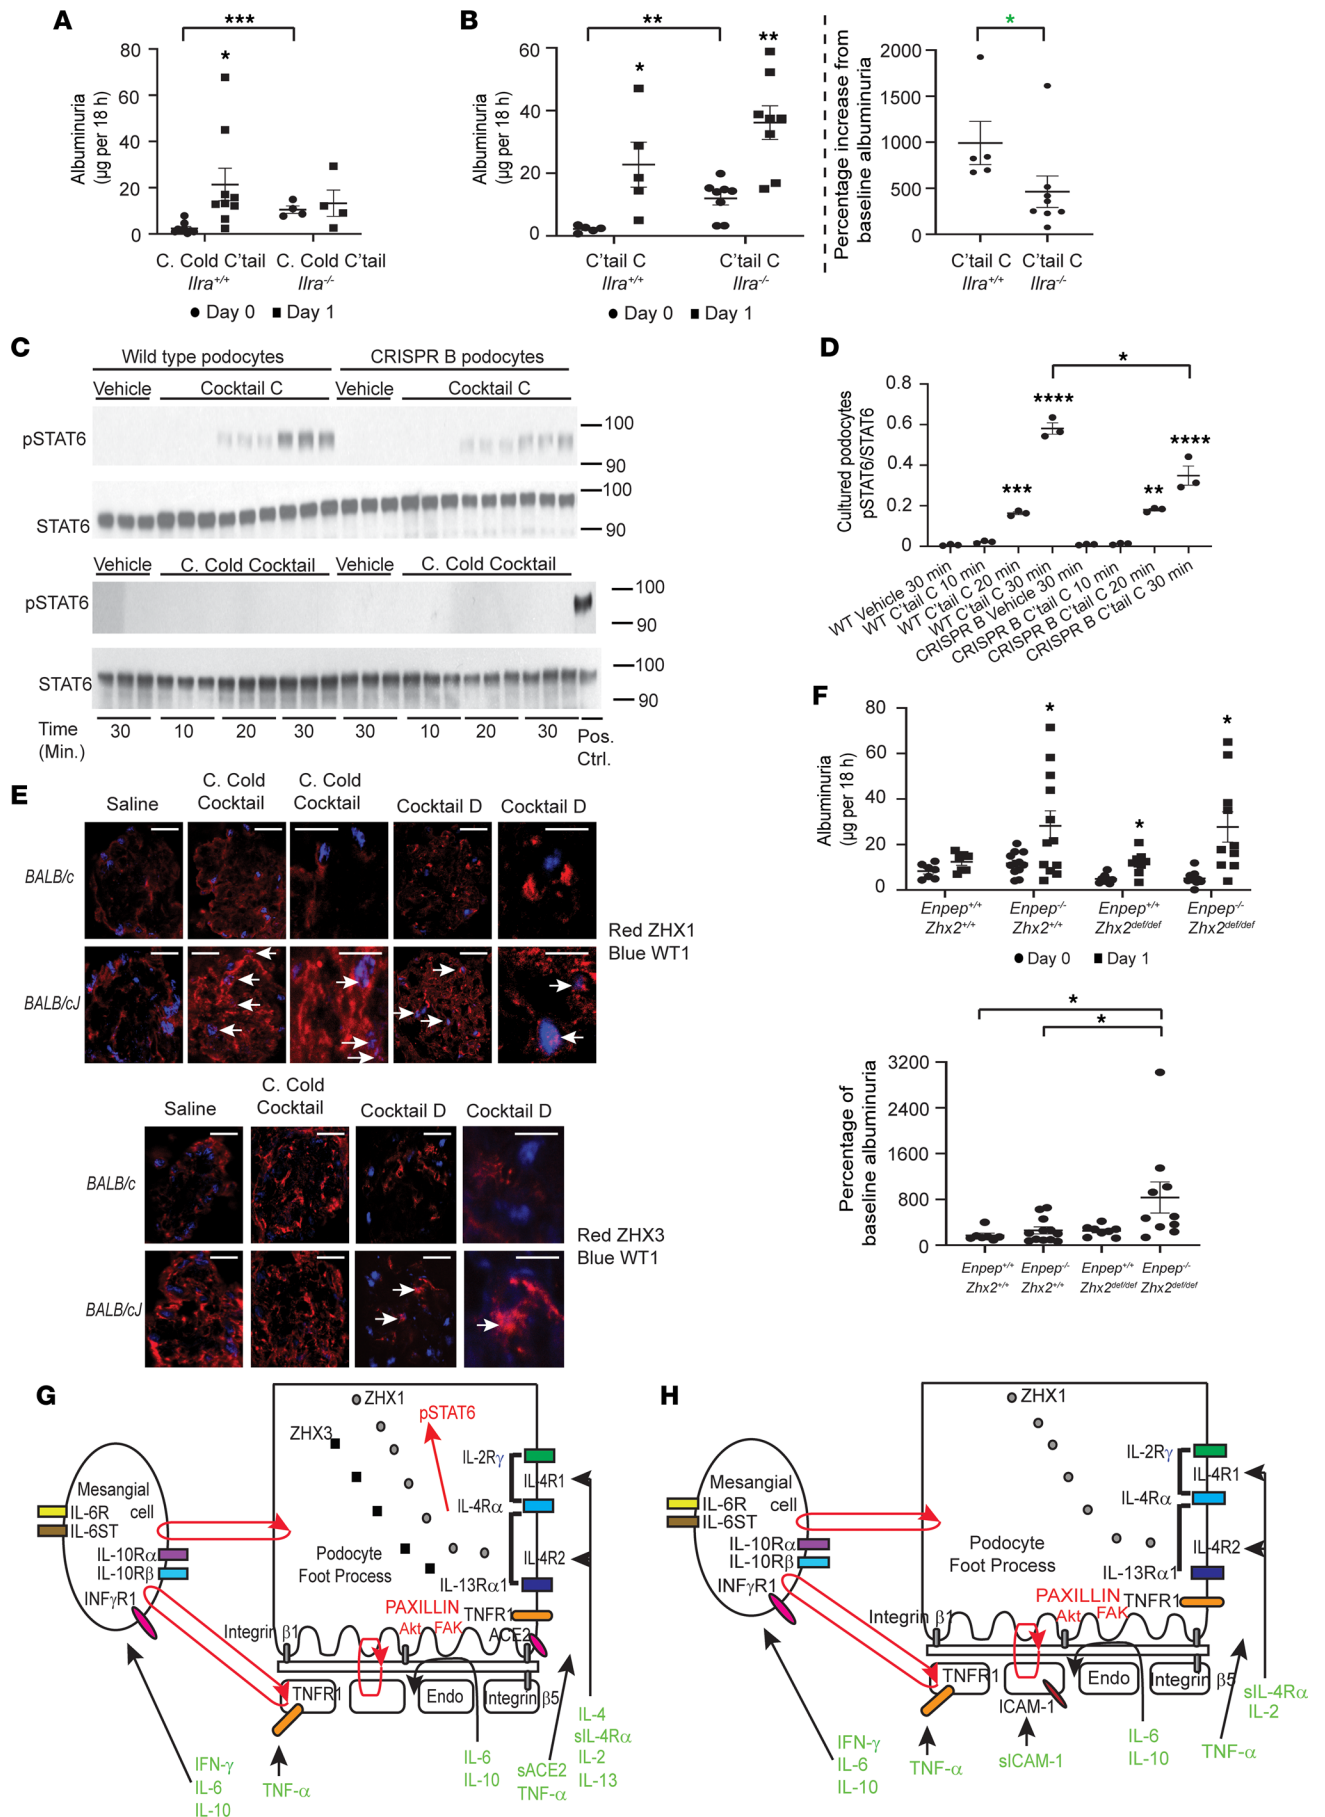 A
***
*
80
60
40
20
0
Albuminuria
(µg per 18 h)
C. Cold C'tail
Ilra+/+
C. Cold C'tail
Ilra-/-
● Day 0 ■ Day 1
B
**
*
**
60
40
20
0
Albuminuria
(µg per 18 h)
C'tail C
Ilra+/+
C'tail C
Ilra-/-
● Day 0 ■ Day 1
*
2000
1500
1000
500
0
Percentage increase from
baseline albuminuria
C'tail C
Ilra+/+
C'tail C
Ilra-/-
C
Wild type podocytes
CRISPR B podocytes
Vehicle
Cocktail C
Vehicle
Cocktail C
pSTAT6
100
90
STAT6
100
90
Vehicle
C. Cold Cocktail
Vehicle
C. Cold Cocktail
pSTAT6
100
90
STAT6
100
90
Time
(Min.)
30 10 20 30 30 10 20 30
Pos.
Ctrl.
D
*
****
***
**
****
0.8
0.6
0.4
0.2
0
Cultured podocytes
pSTAT6/STAT6
WT Vehicle 30 min
WT C'tail C 10 min
WT C'tail C 20 min
WT C'tail C 30 min
CRISPR B Vehicle 30 min
CRISPR B C'tail C 10 min
CRISPR B C'tail C 20 min
CRISPR B C'tail C 30 min
E
Saline
C. Cold
Cocktail
C. Cold
Cocktail
Cocktail D
Cocktail D
BALB/c
BALB/cJ
Red ZHX1
Blue WT1
Saline
C. Cold
Cocktail
Cocktail D
Cocktail D
BALB/c
BALB/cJ
Red ZHX3
Blue WT1
F
*
*
*
80
60
40
20
0
Albuminuria
(µg per 18 h)
Enpep+/+
Zhx2+/+
Enpep-/-
Zhx2+/+
Enpep+/+
Zhx2def/def
Enpep-/-
Zhx2def/def
● Day 0 ■ Day 1
*
*
3200
2400
1600
800
0
Percentage of
baseline albuminuria
Enpep+/+
Zhx2+/+
Enpep-/-
Zhx2+/+
Enpep+/+
Zhx2def/def
Enpep-/-
Zhx2def/def
G
ZHX1
pSTAT6
ZHX3
IL-2Rγ
IL-4R1
IL-4Rα
IL-4R2
IL-13Rα1
Mesangial
cell
IL-6R
IL-6ST
IL-10Rα
IL-10Rβ
INFγR1
Podocyte
Foot Process
PAXILLIN
Akt FAK
TNFR1
ACE2
Integrin β1
TNFR1
Endo
Integrin β5
IFN-γ
IL-6
IL-10
TNF-α
IL-6
IL-10
sACE2
TNF-α
IL-4
sIL-4Rα
IL-2
IL-13
H
ZHX1
IL-2Rγ
IL-4R1
IL-4Rα
IL-4R2
IL-13Rα1
Mesangial
cell
IL-6R
IL-6ST
IL-10Rα
IL-10Rβ
INFγR1
Podocyte
Foot Process
PAXILLIN
Akt FAK
TNFR1
Integrin β1
TNFR1
ICAM-1
Endo
Integrin β5
IFN-γ
IL-6
IL-10
TNF-α
sICAM-1
IL-6
IL-10
TNF-α
sIL-4Rα
IL-2